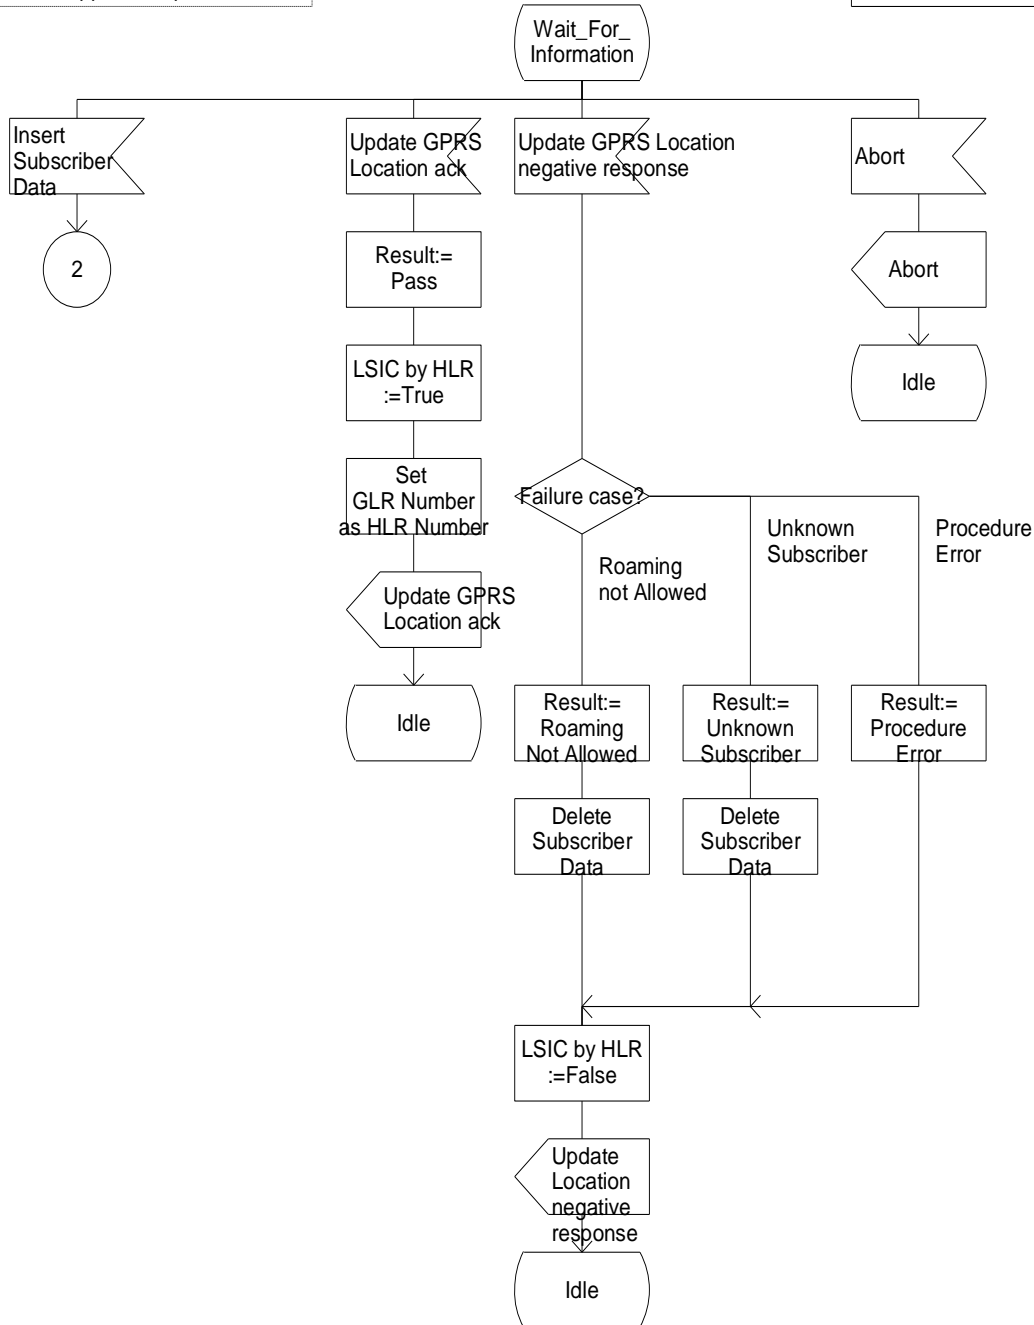 Wait_For_
Information
Insert
Subscriber
Data
Update GPRS
Location ack
Update GPRS Location
negative response
Abort
2
Result:=
Pass
Abort
LSIC by HLR
:=True
Idle
Set
GLR Number
as HLR Number
Failure case?
Unknown
Subscriber
Procedure
Error
Roaming
not Allowed
Update GPRS
Location ack
Idle
Result:=
Roaming
Not Allowed
Result:=
Unknown
Subscriber
Result:=
Procedure
Error
Delete
Subscriber
Data
Delete
Subscriber
Data
LSIC by HLR
:=False
Update
Location
negative
response
Idle